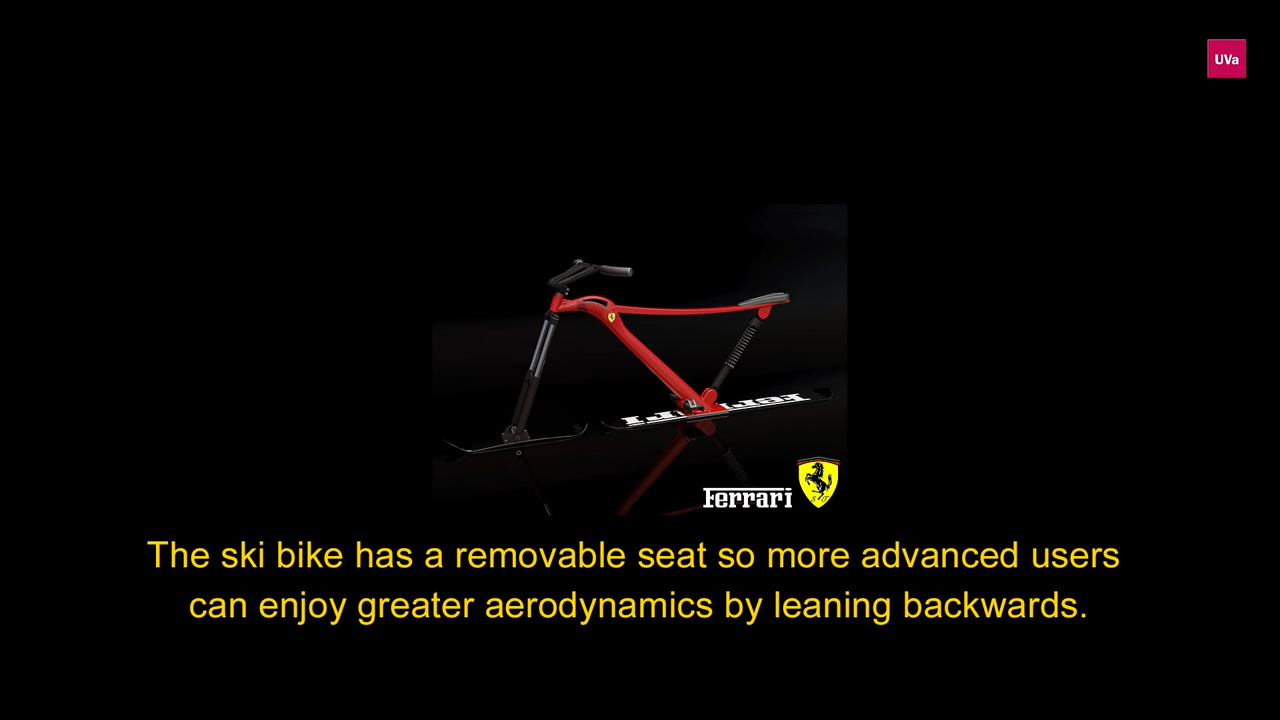 UVa
Ferrari
Ferrari
S F
The ski bike has a removable seat so more advanced users
can enjoy greater aerodynamics by leaning backwards.